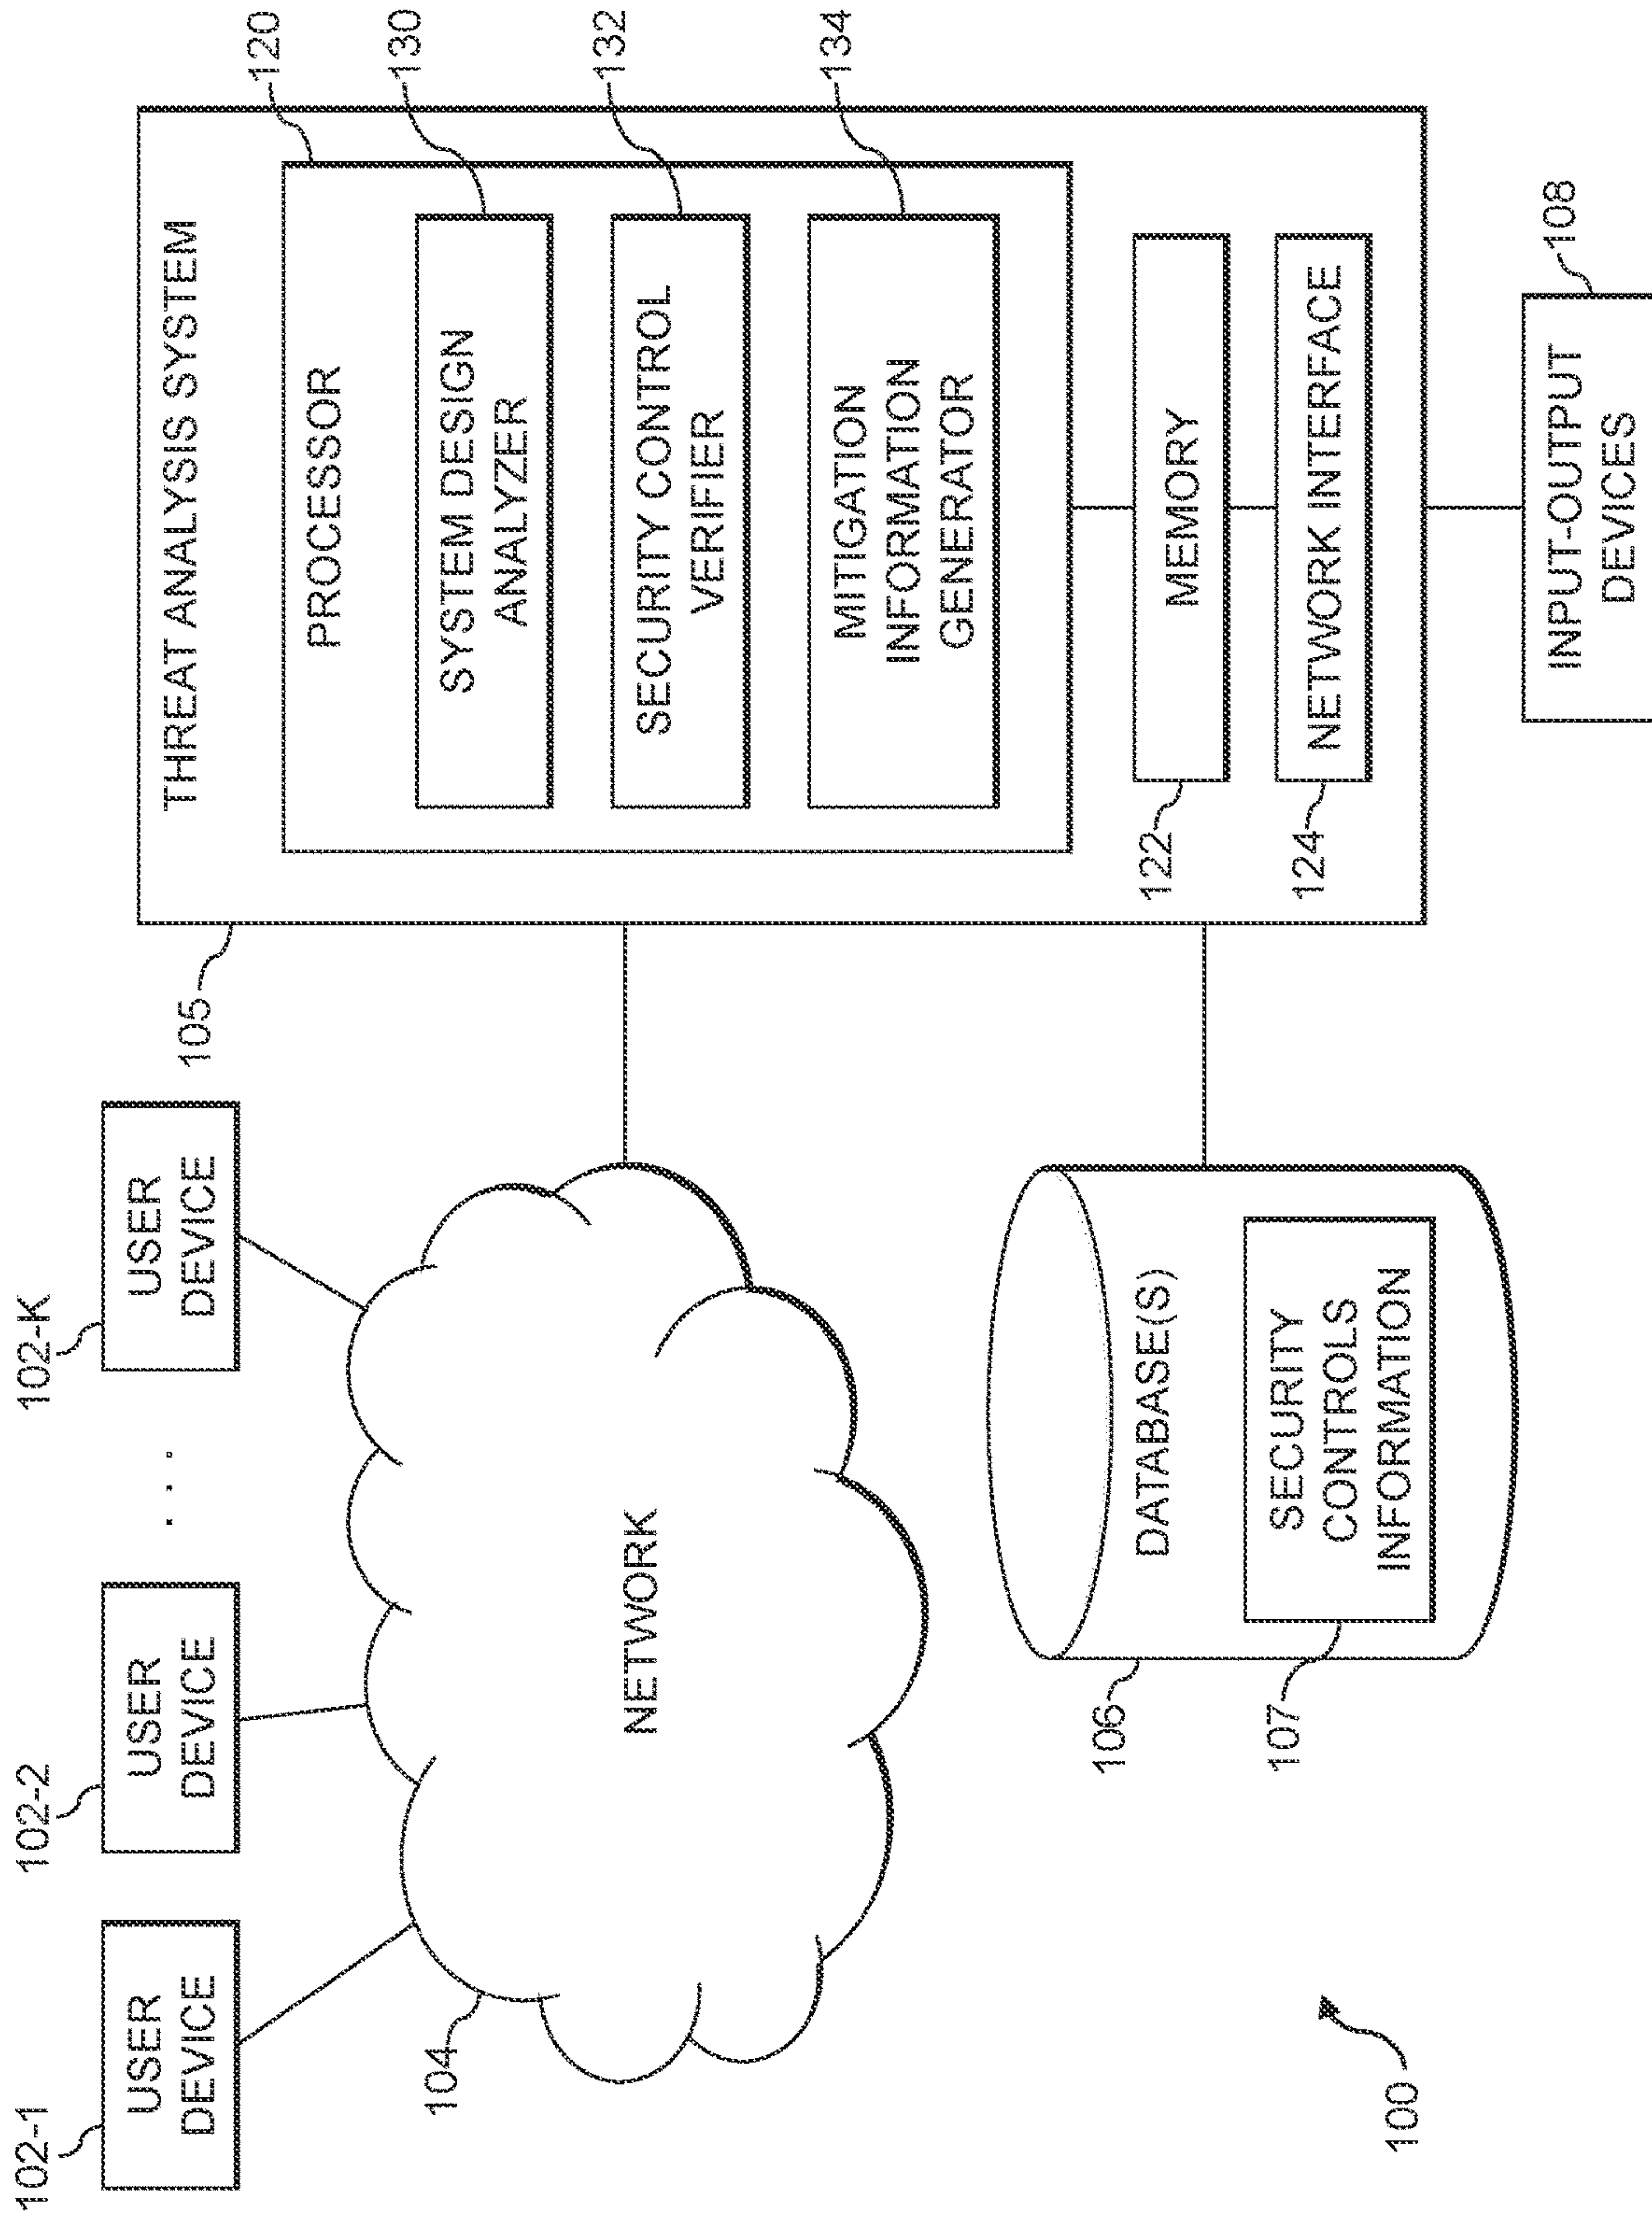 102-1
USER
DEVICE
102-2
USER
DEVICE
. . .
102-K
USER
DEVICE
104
NETWORK
105
THREAT ANALYSIS SYSTEM
120
PROCESSOR
130
SYSTEM DESIGN
ANALYZER
132
SECURITY CONTROL
VERIFIER
134
MITIGATION
INFORMATION
GENERATOR
122
MEMORY
124
NETWORK INTERFACE
106
DATABASE(S)
107
SECURITY
CONTROLS
INFORMATION
108
INPUT-OUTPUT
DEVICES
100